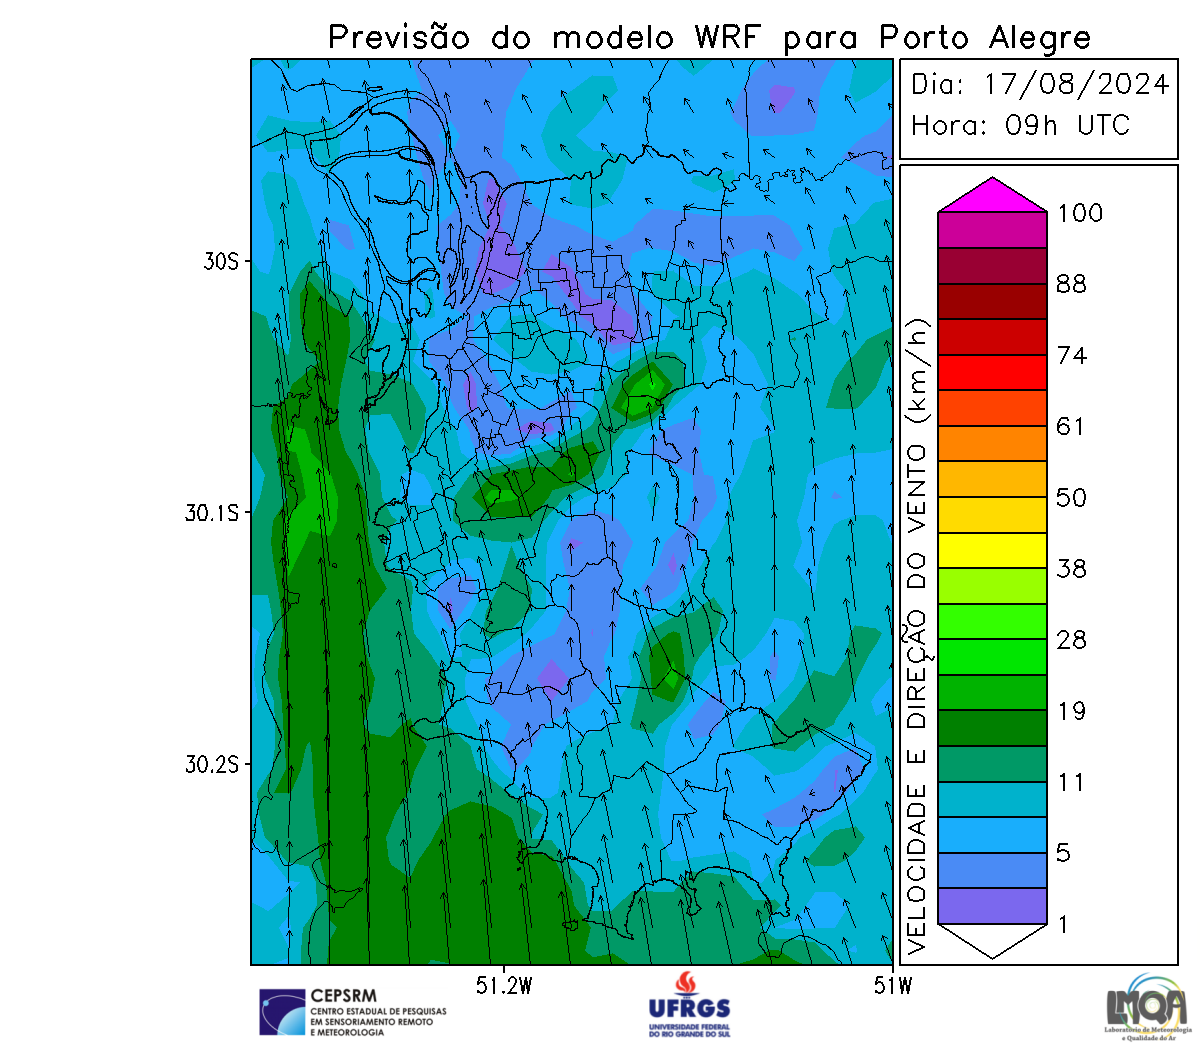 Previsão do modelo WRF para Porto Alegre
Dia: 17/08/2024
Hora: 09h UTC
100
88
74
61
50
38
28
19
11
5
1
VELOCIDADE E DIREÇÃO DO VENTO (km/h)
30S
30.1S
30.2S
51.2W
51W
CEPSRM
CENTRO ESTADUAL DE PESQUISAS
EM SENSORIAMENTO REMOTO
E METEOROLOGIA
UFRGS
UNIVERSIDADE FEDERAL
DO RIO GRANDE DO SUL
LMQA
Laboratório de Meteorologia
e Qualidade do Ar